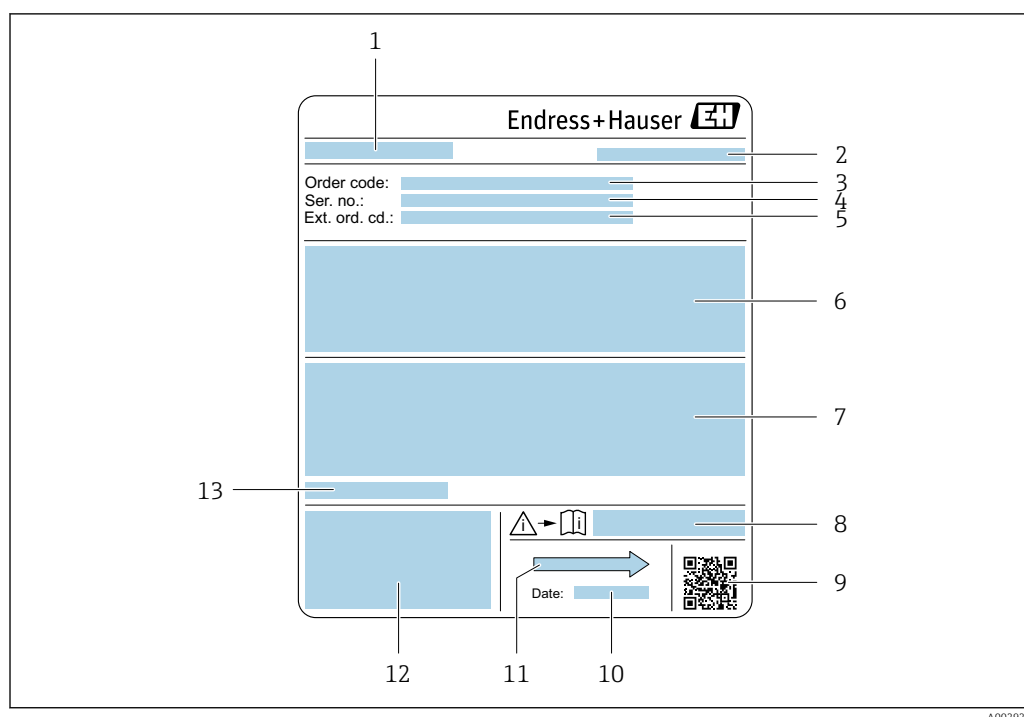 1
Endress+Hauser EH
2
Order code: 3
Ser. no.: 4
Ext. ord. cd.: 5
6
7
13
i i 8
9
11
Date:
12
10